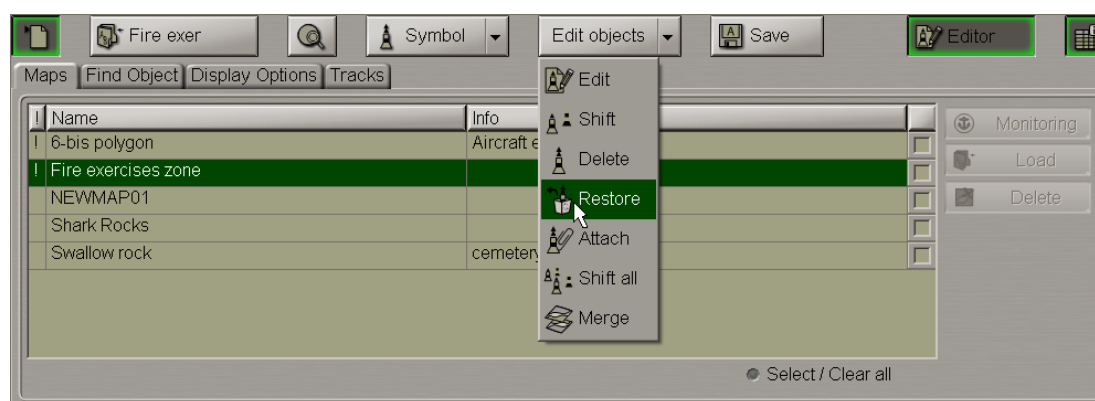 Fire exer
Symbol
Edit objects
Save
Editor
Maps
Find Object
Display Options
Tracks
! Name Info
! 6-bis polygon Aircraft e
! Fire exercises zone
NEWMAP01
Shark Rocks
Swallow rock cemetery
Edit
Shift
Delete
Restore
Attach
Shift all
Merge
Monitoring
Load
Delete
Select / Clear all